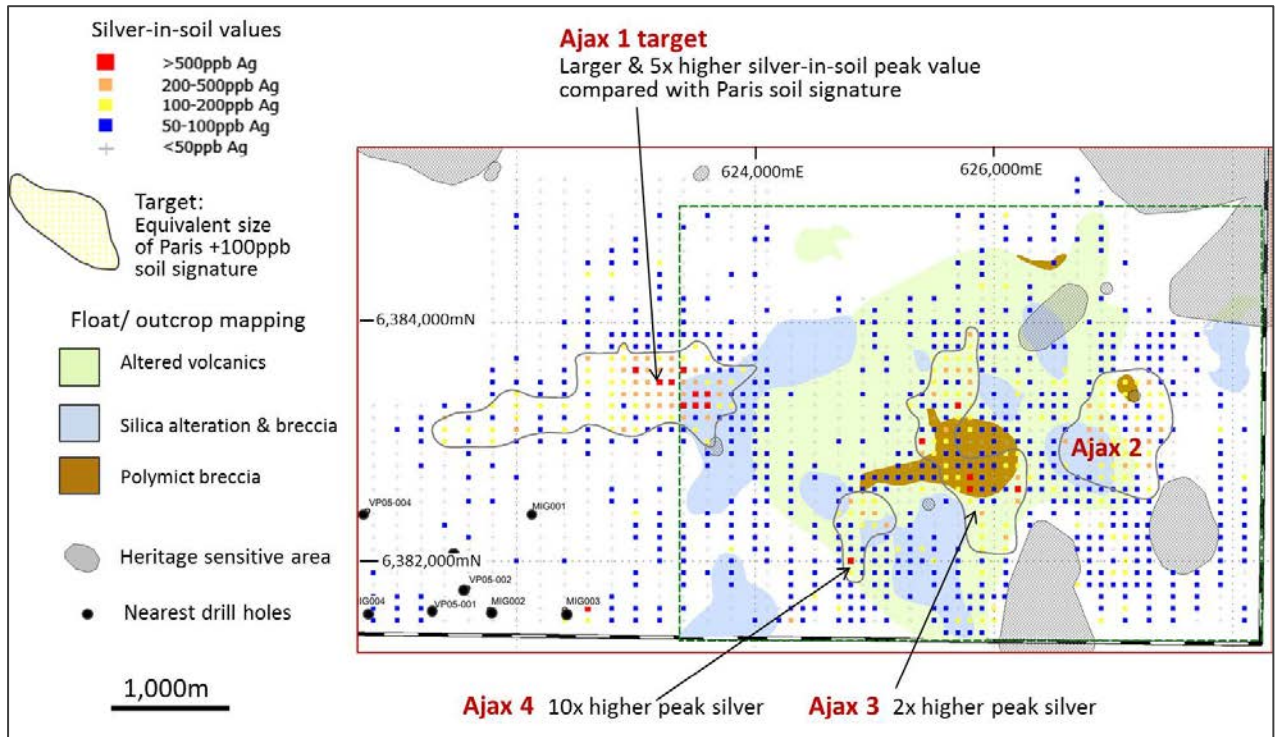 Silver-in-soil values
>500ppb Ag
200-500ppb Ag
100-200ppb Ag
50-100ppb Ag
<50ppb Ag
Target:
Equivalent size
of Paris +100ppb
soil signature
Float/ outcrop mapping
Altered volcanics
Silica alteration & breccia
Polymict breccia
Heritage sensitive area
Nearest drill holes
1,000m
Ajax 1 target
Larger & 5x higher silver-in-soil peak value
compared with Paris soil signature
624,000mE
626,000mE
6,384,000mN
Ajax 2
VP05-004
MIG001
6,382,000mN
VP05-002
IG004
VP05-001
MIG002
MIG003
Ajax 4 10x higher peak silver
Ajax 3 2x higher peak silver